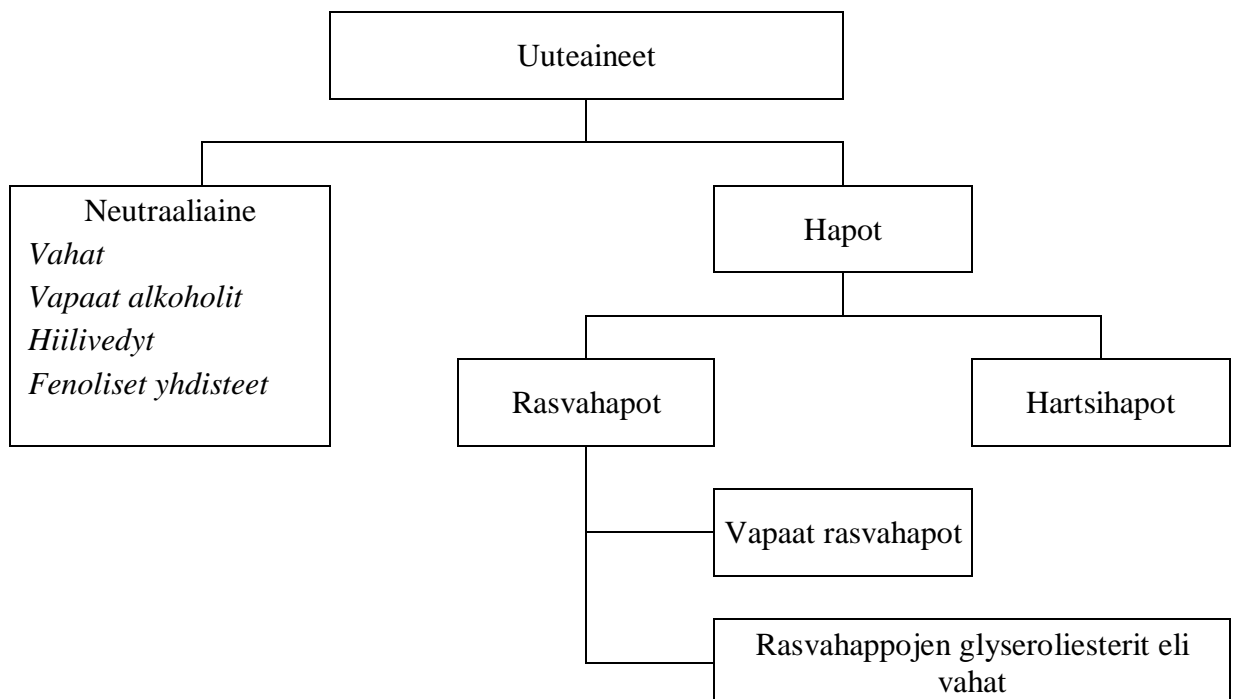 Uuteaineet
Neutraaliaine
Vahat
Vapaat alkoholit
Hiilivedyt
Fenoliset yhdisteet
Hapot
Rasvahapot
Hartsihapot
Vapaat rasvahapot
Rasvahappojen glyseroliesterit eli
vahat